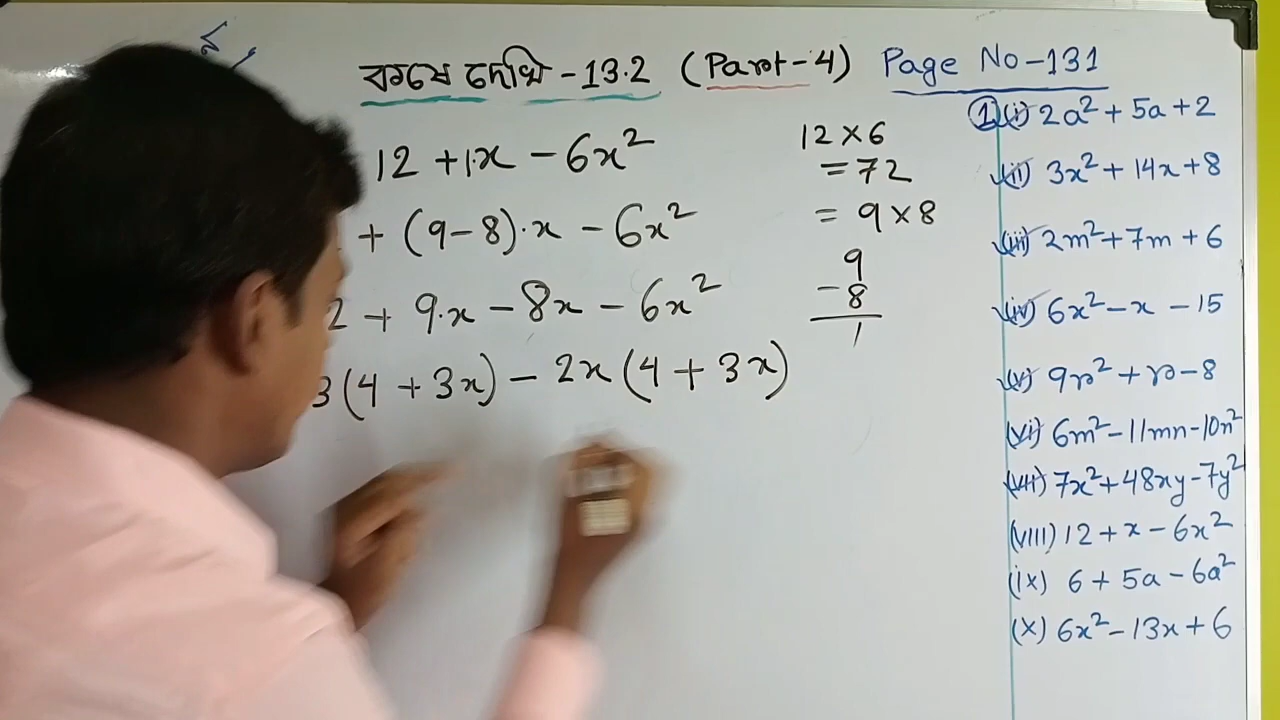 কষে দেখি - 13.2 (Part - 4) Page No - 131
12 + 1·x - 6x²
+ (9 - 8)·x - 6x²
2 + 9·x - 8x - 6x²
3(4 + 3x) - 2x(4 + 3x)
12 × 6
= 72
= 9 × 8
9
- 8
1
① (i) 2a² + 5a + 2
(ii) 3x² + 14x + 8
(iii) 2m² + 7m + 6
(iv) 6x² - x - 15
(v) 9r² + r - 8
(vi) 6m² - 11mn - 10n²
(vii) 7x² + 48xy - 7y²
(viii) 12 + x - 6x²
(ix) 6 + 5a - 6a²
(x) 6x² - 13x + 6